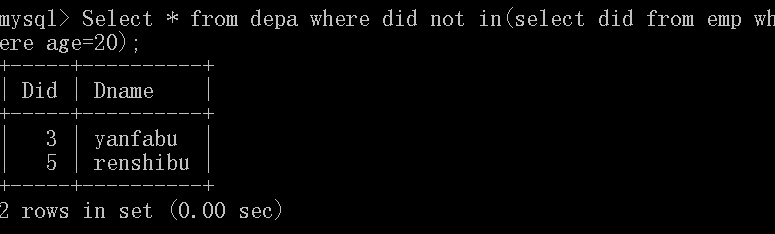 mysql> Select * from depa where did not in(select did from emp wh
ere age=20);
+-----+----------+
| Did | Dname    |
+-----+----------+
|   3 | yanfabu  |
|   5 | renshibu |
+-----+----------+
2 rows in set (0.00 sec)